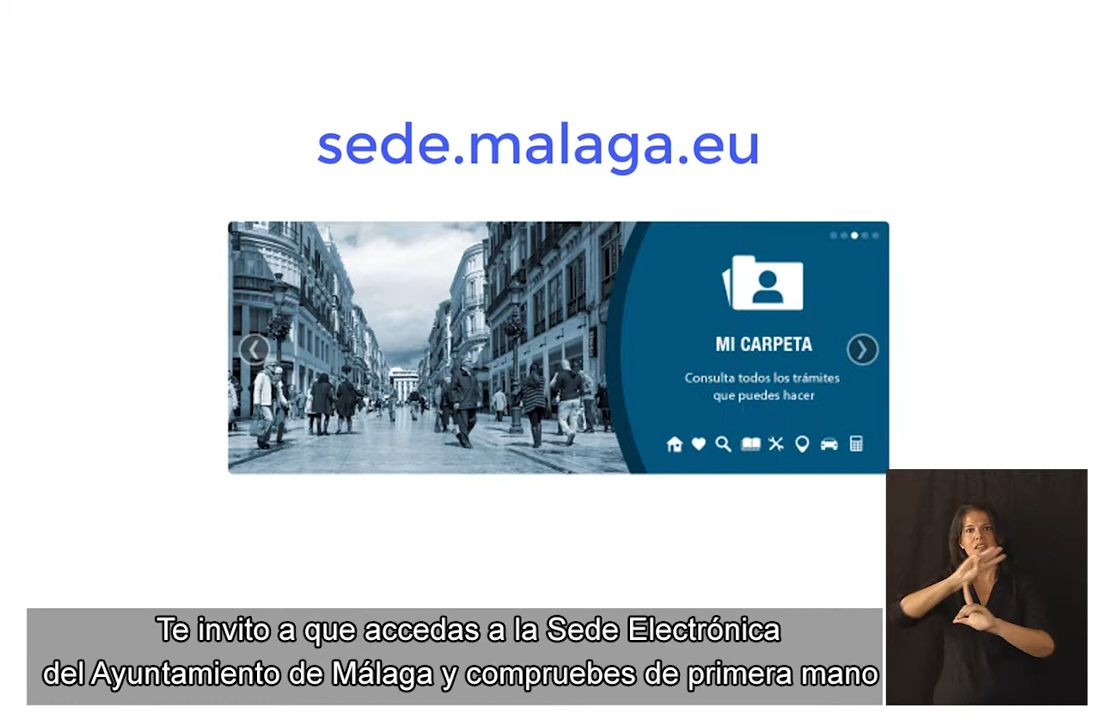 sede.malaga.eu
MI CARPETA
Consulta todos los trámites
que puedes hacer
Te invito a que accedas a la Sede Electrónica
del Ayuntamiento de Málaga y compruebes de primera mano